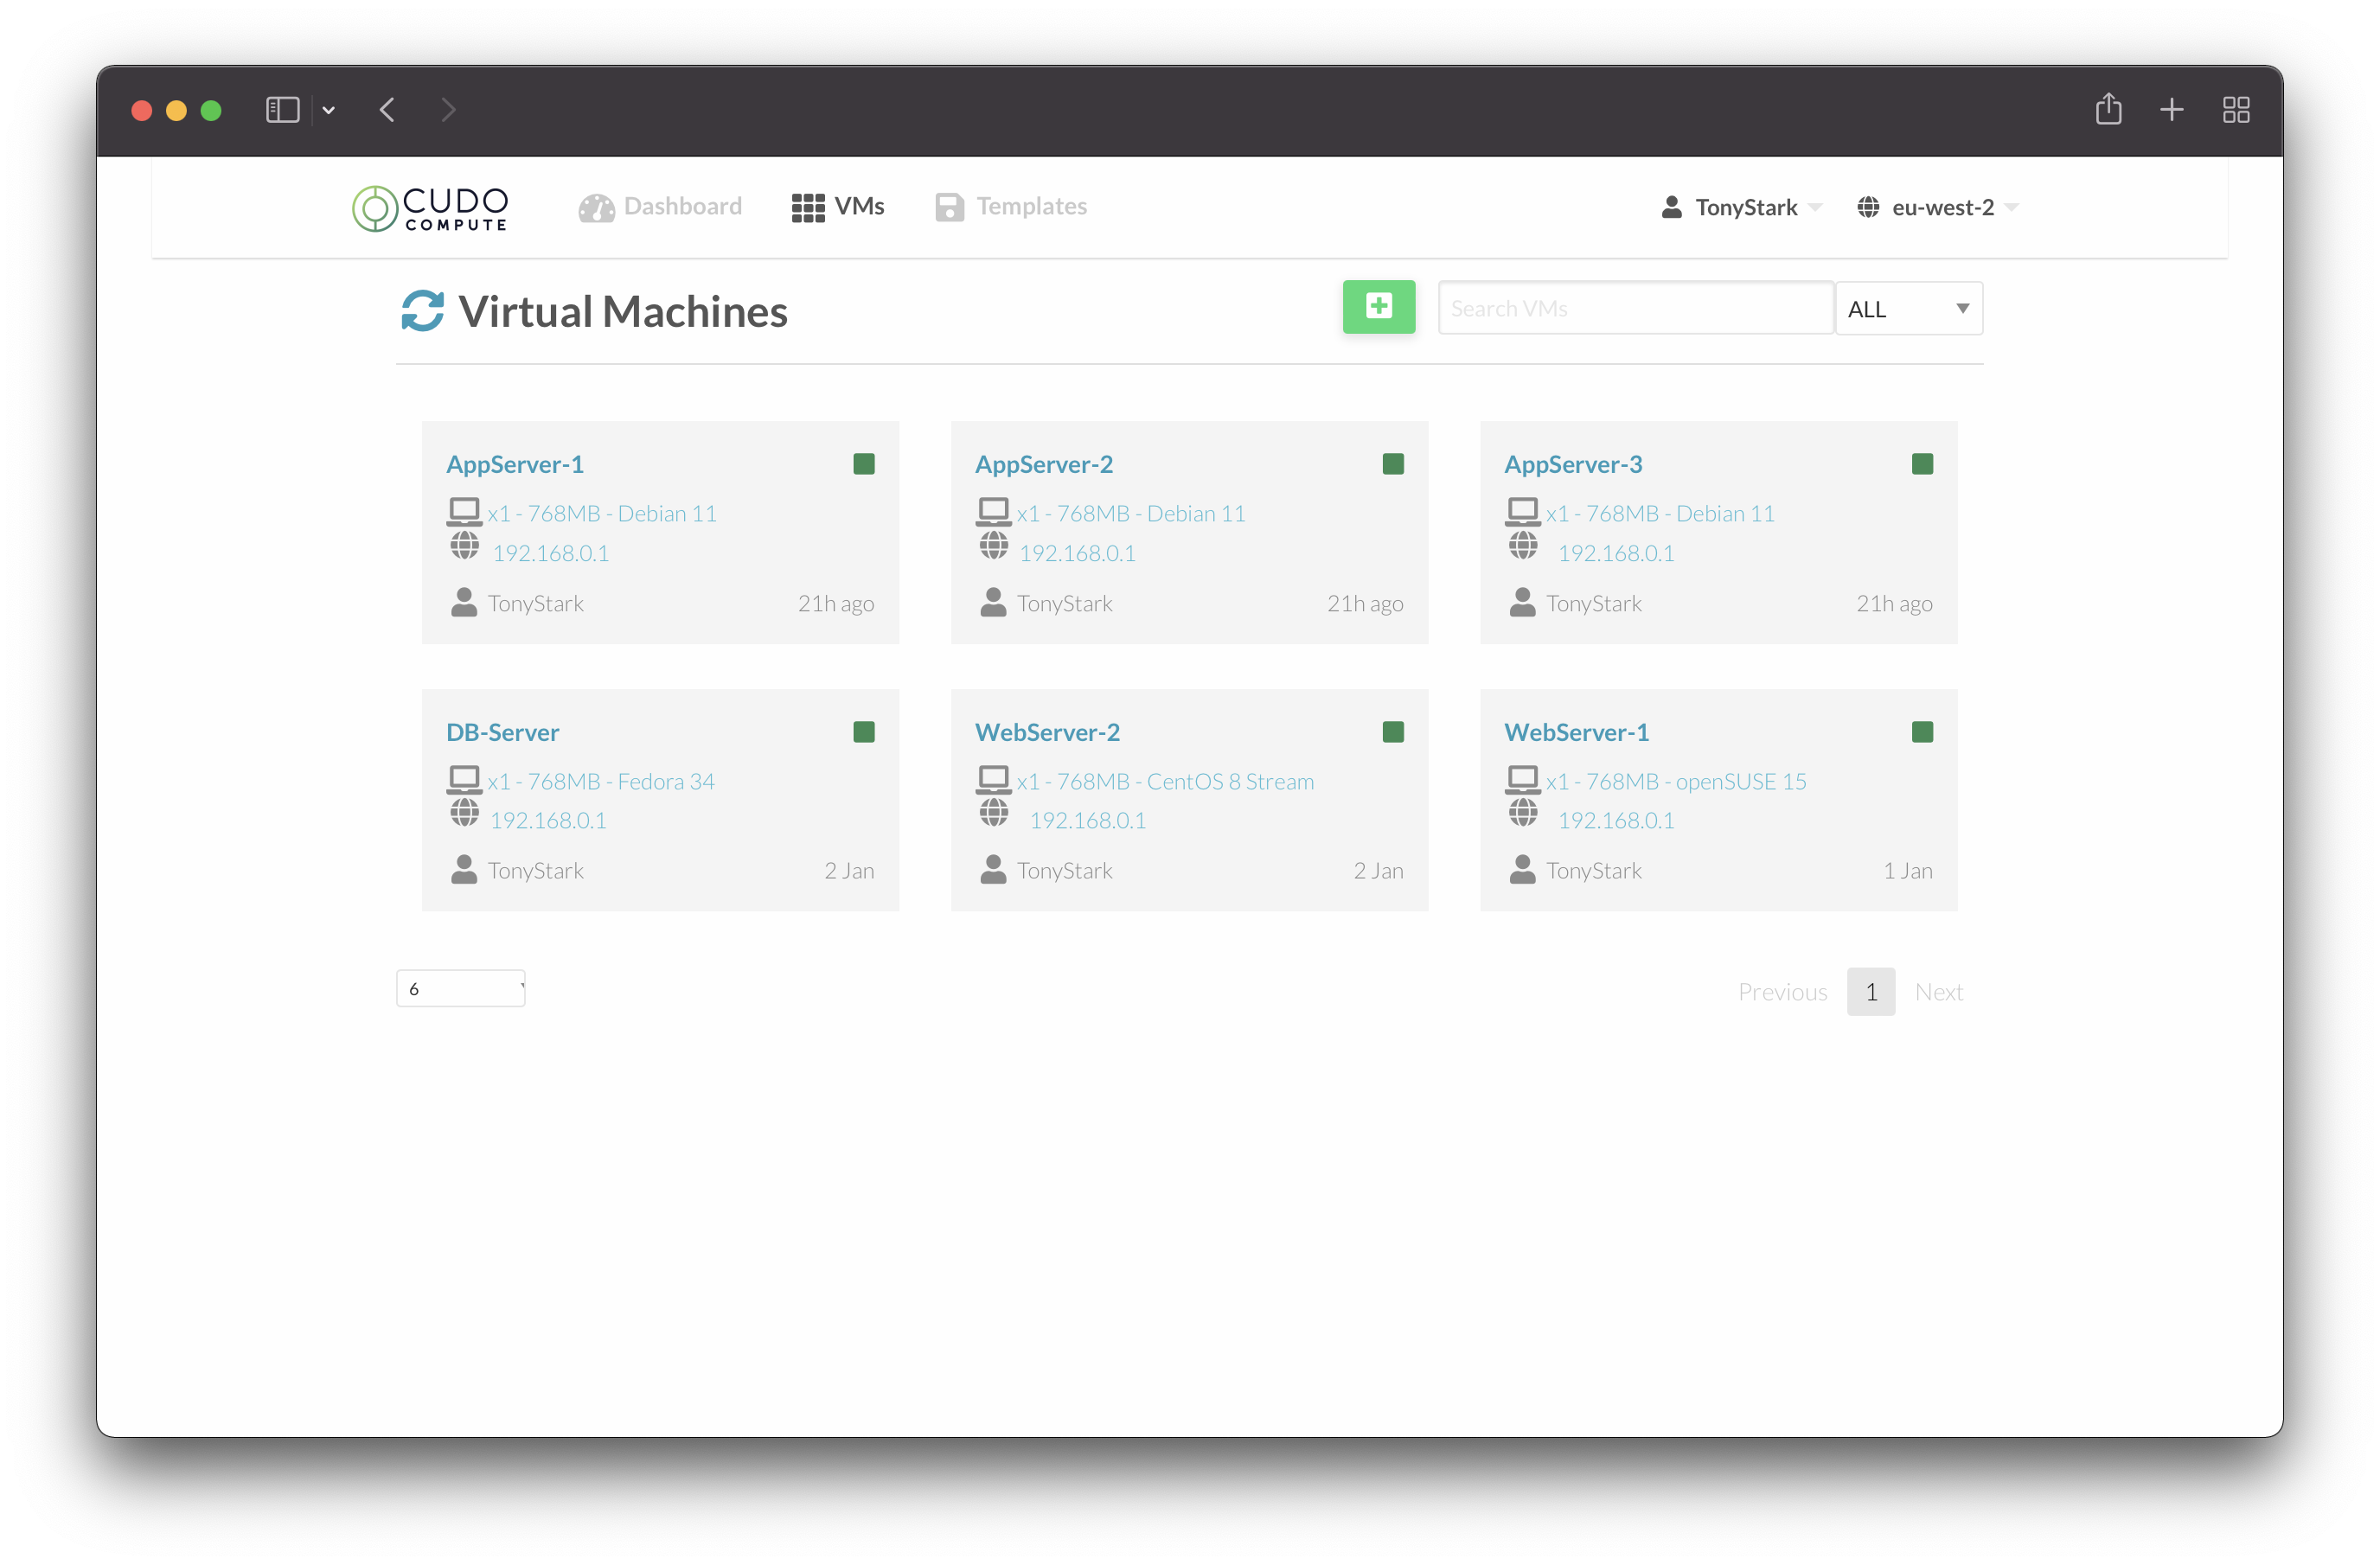 CUDO COMPUTE
Dashboard VMs Templates TonyStark eu-west-2
Virtual Machines Search VMs ALL
AppServer-1
x1 - 768MB - Debian 11
192.168.0.1
TonyStark 21h ago
AppServer-2
x1 - 768MB - Debian 11
192.168.0.1
TonyStark 21h ago
AppServer-3
x1 - 768MB - Debian 11
192.168.0.1
TonyStark 21h ago
DB-Server
x1 - 768MB - Fedora 34
192.168.0.1
TonyStark 2 Jan
WebServer-2
x1 - 768MB - CentOS 8 Stream
192.168.0.1
TonyStark 2 Jan
WebServer-1
x1 - 768MB - openSUSE 15
192.168.0.1
TonyStark 1 Jan
6 Previous 1 Next